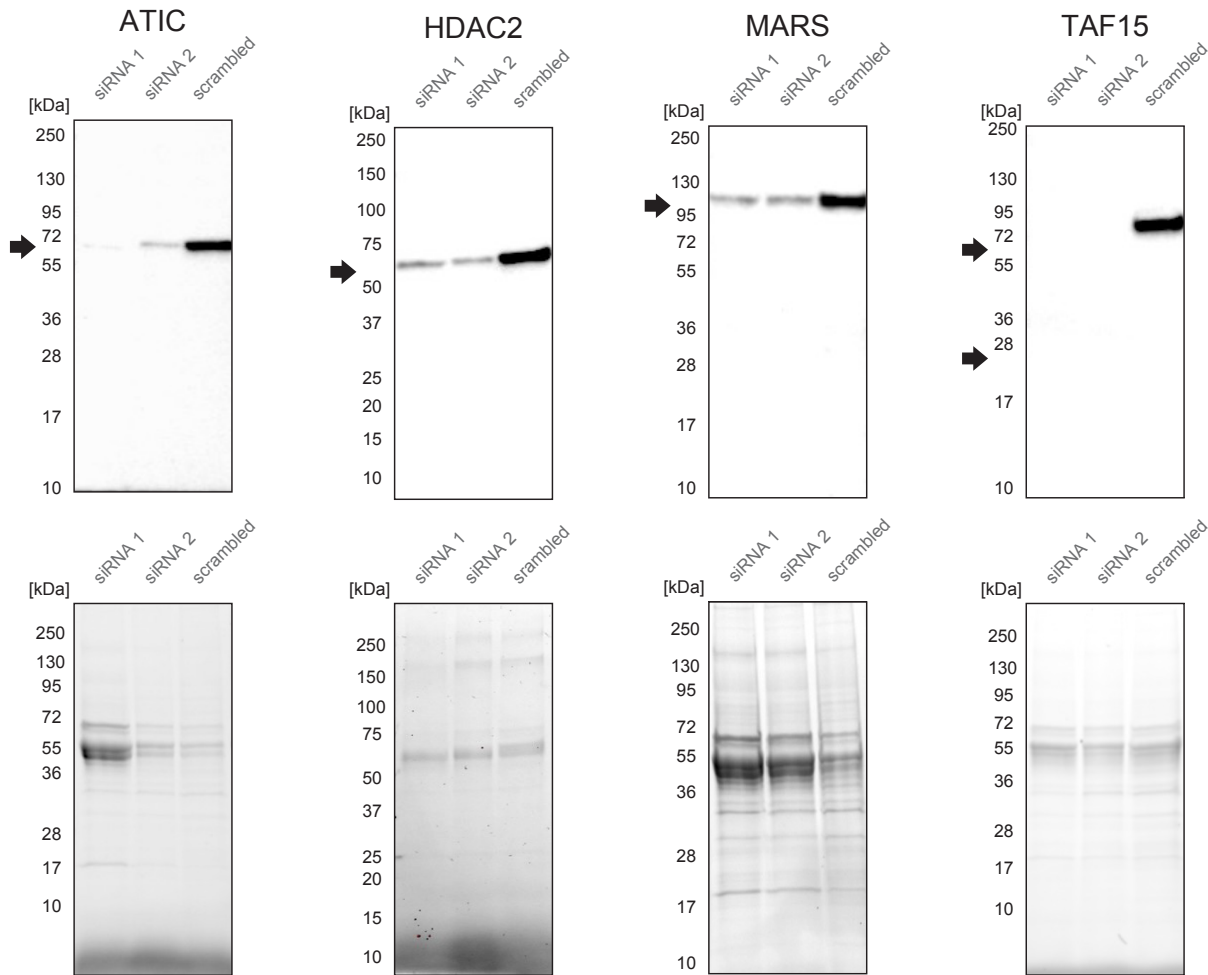 ATIC
siRNA 1
siRNA 2
scrambled
[kDa]
250
130
95
72
55
36
28
17
10
HDAC2
siRNA 1
siRNA 2
srambled
[kDa]
250
150
100
75
50
37
25
20
15
10
MARS
siRNA 1
siRNA 2
scrambled
[kDa]
250
130
95
72
55
36
28
17
10
TAF15
siRNA 1
siRNA 2
scrambled
[kDa]
250
130
95
72
55
36
28
17
10
siRNA 1
siRNA 2
scrambled
[kDa]
250
130
95
72
55
36
28
17
10
siRNA 1
siRNA 2
srambled
[kDa]
250
150
100
75
50
37
25
20
15
10
siRNA 1
siRNA 2
scrambled
[kDa]
250
130
95
72
55
36
28
17
10
siRNA 1
siRNA 2
scrambled
[kDa]
250
130
95
72
55
36
28
17
10